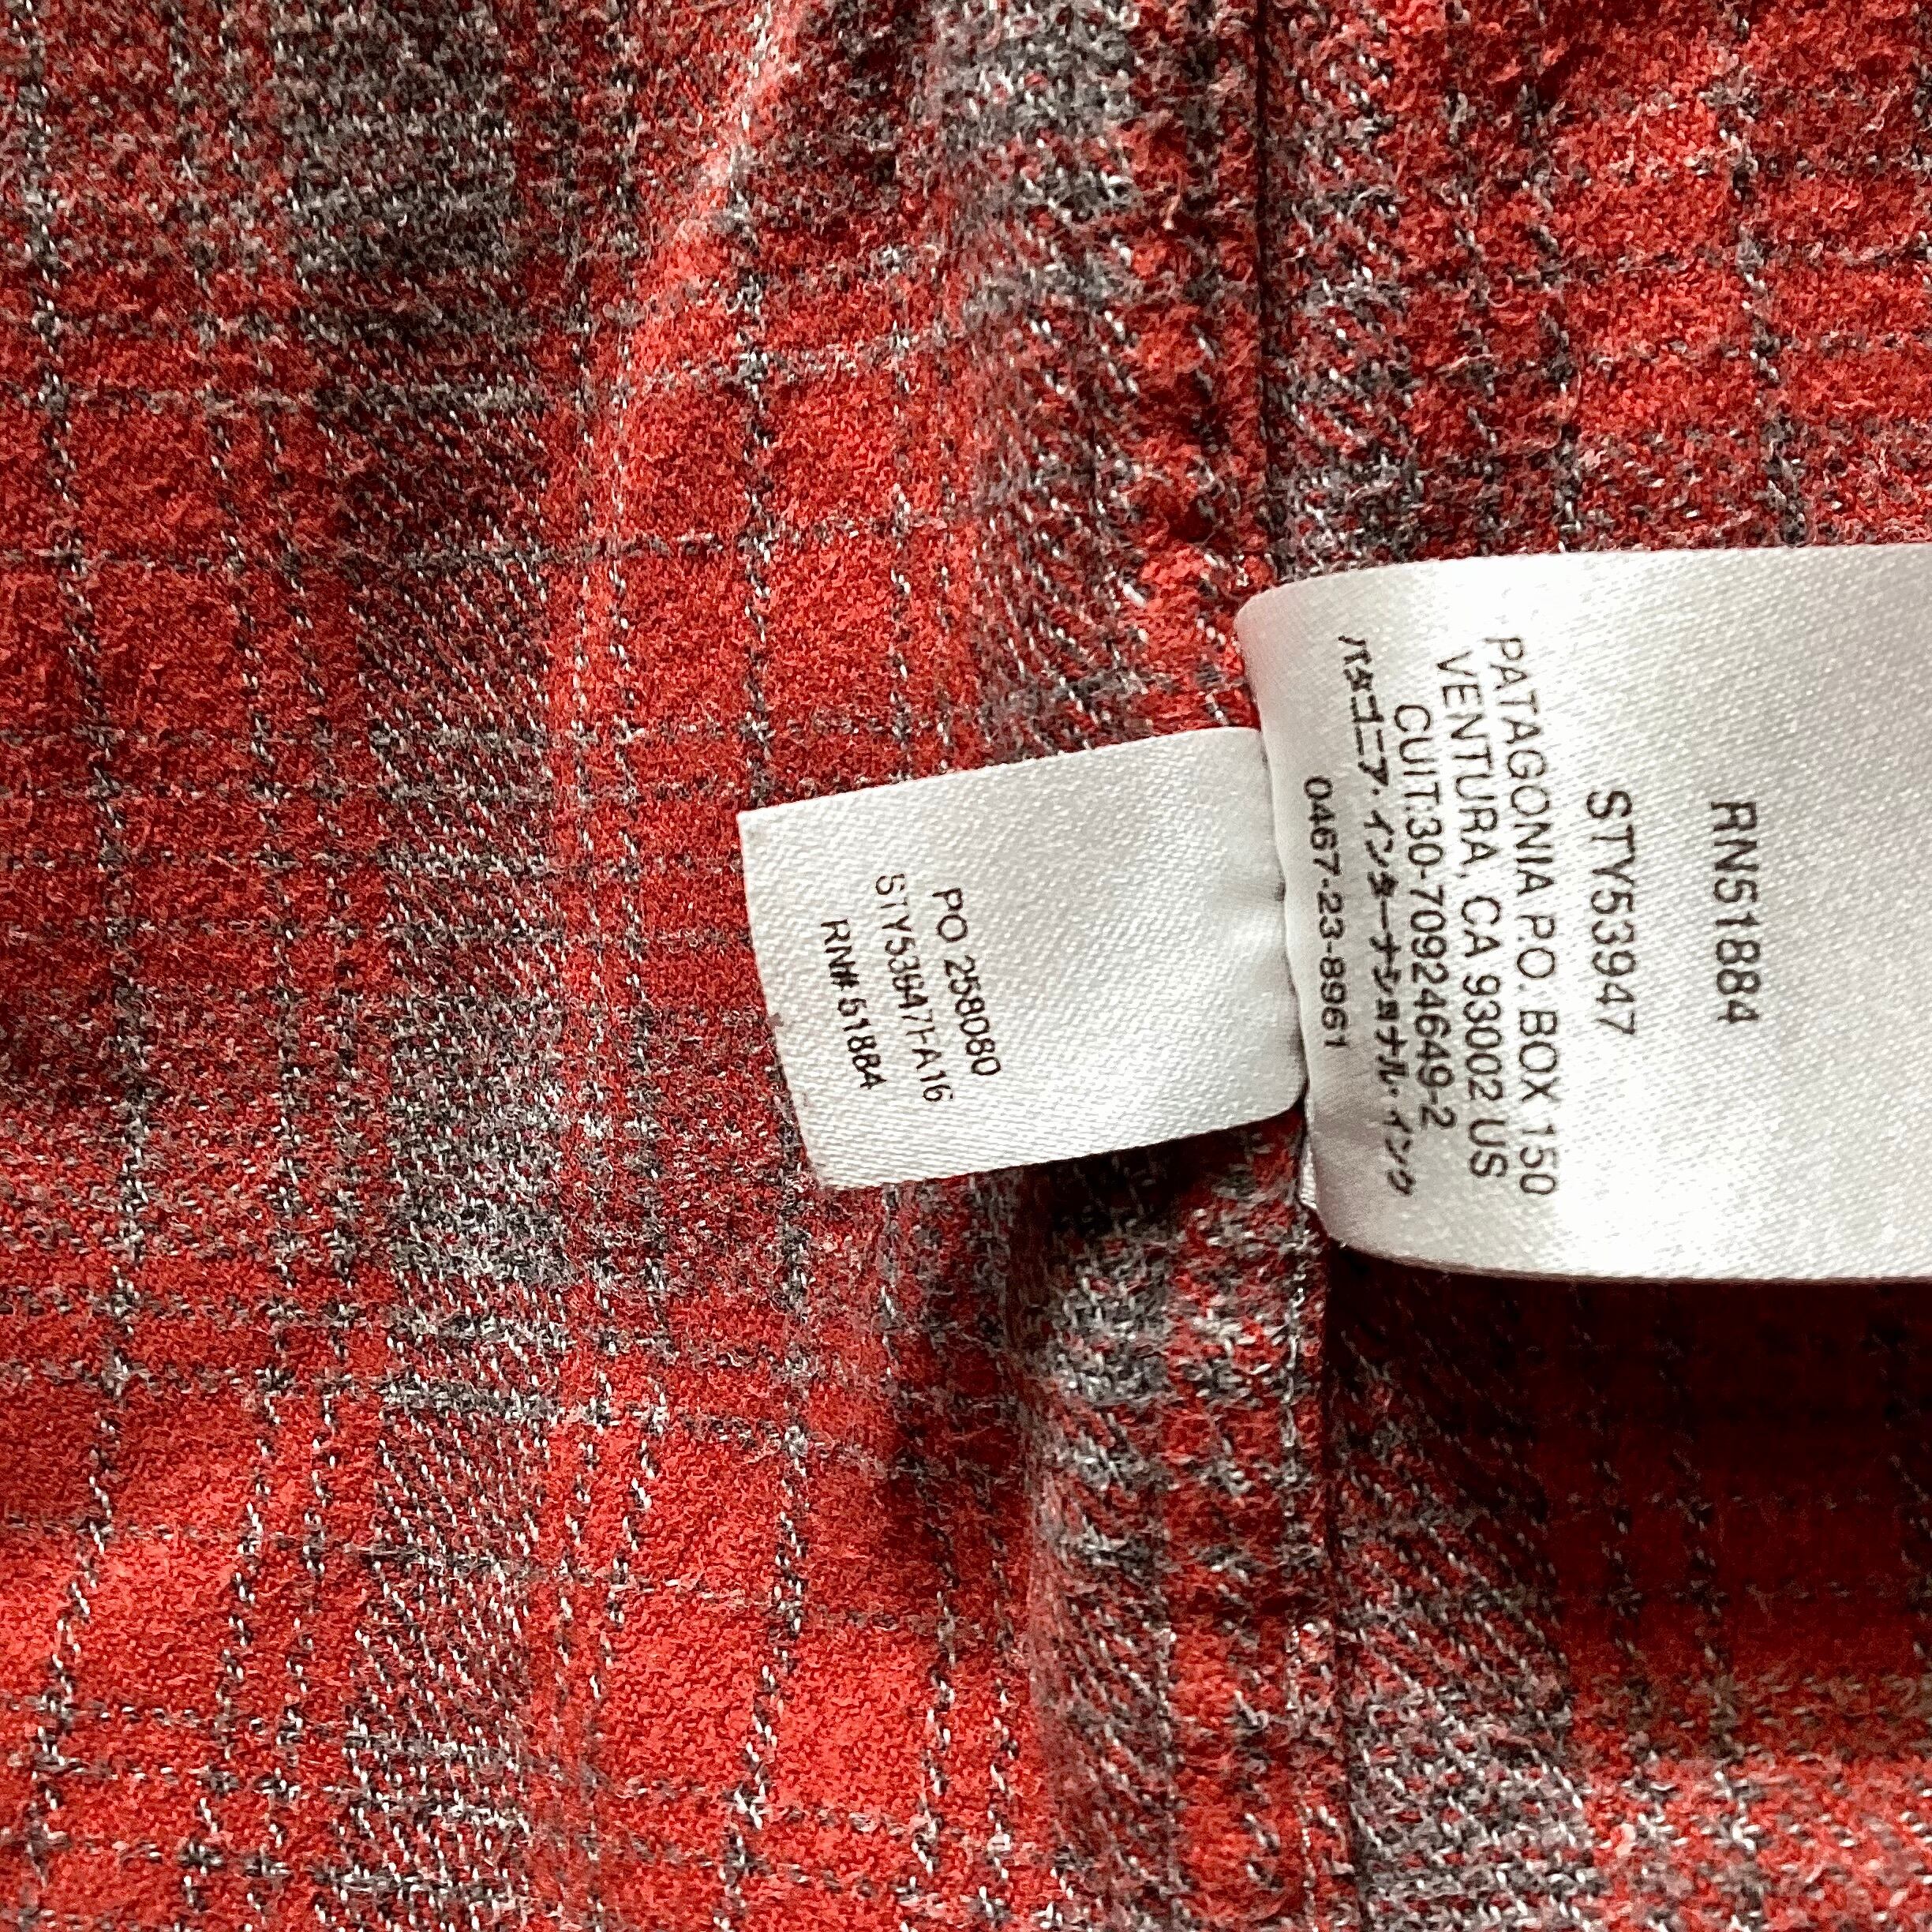 RN51884
STY53947
PATAGONIA P.O. BOX 150
VENTURA, CA 93002 US
CUIT:30-70924649-2
パタゴニア・インターナショナル・インク
0467-23-8961
PO 258080
STY53947FA16
RN# 51884